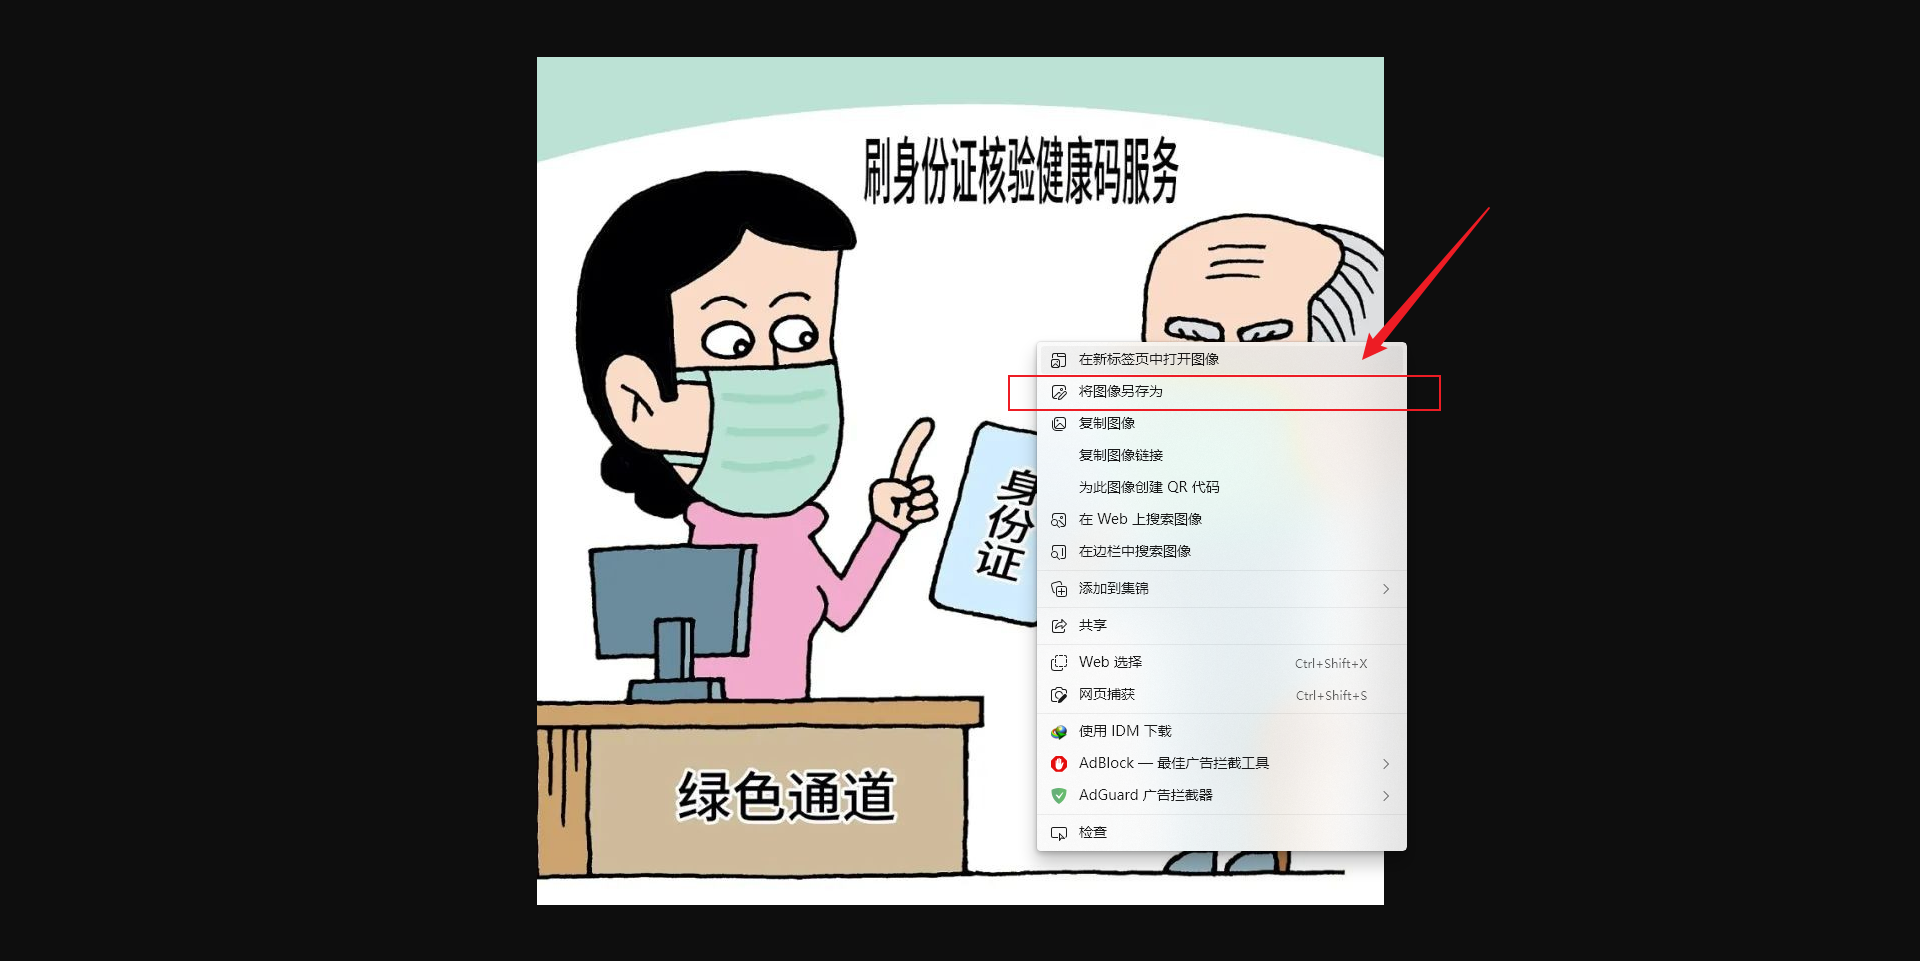 刷身份证核验健康码服务
身份证
绿色通道
在新标签页中打开图像
将图像另存为
复制图像
复制图像链接
为此图像创建 QR 代码
在 Web 上搜索图像
在边栏中搜索图像
添加到集锦
共享
Web 选择 Ctrl+Shift+X
网页捕获 Ctrl+Shift+S
使用 IDM 下载
AdBlock — 最佳广告拦截工具
AdGuard 广告拦截器
检查